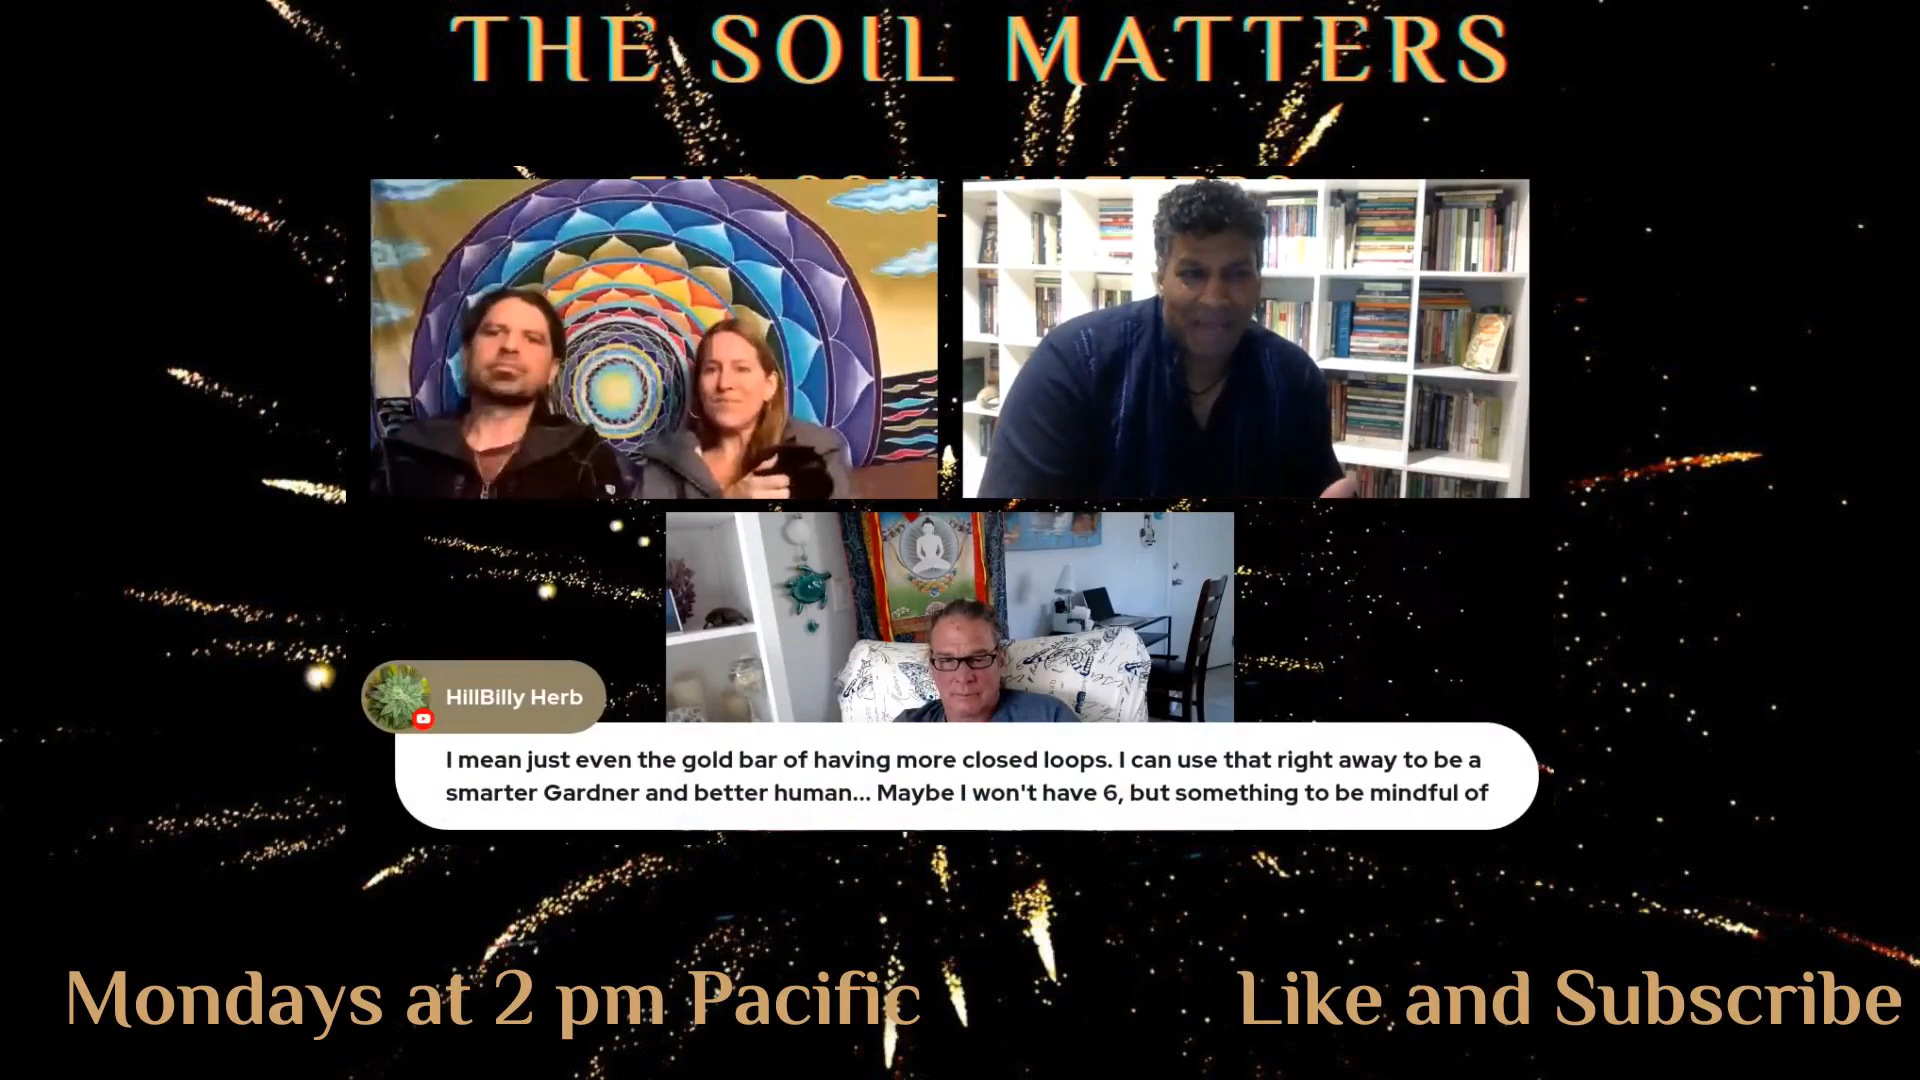 THE SOIL MATTERS
HillBilly Herb
I mean just even the gold bar of having more closed loops. I can use that right away to be a
smarter Gardner and better human... Maybe I won't have 6, but something to be mindful of
Mondays at 2 pm Pacific
Like and Subscribe